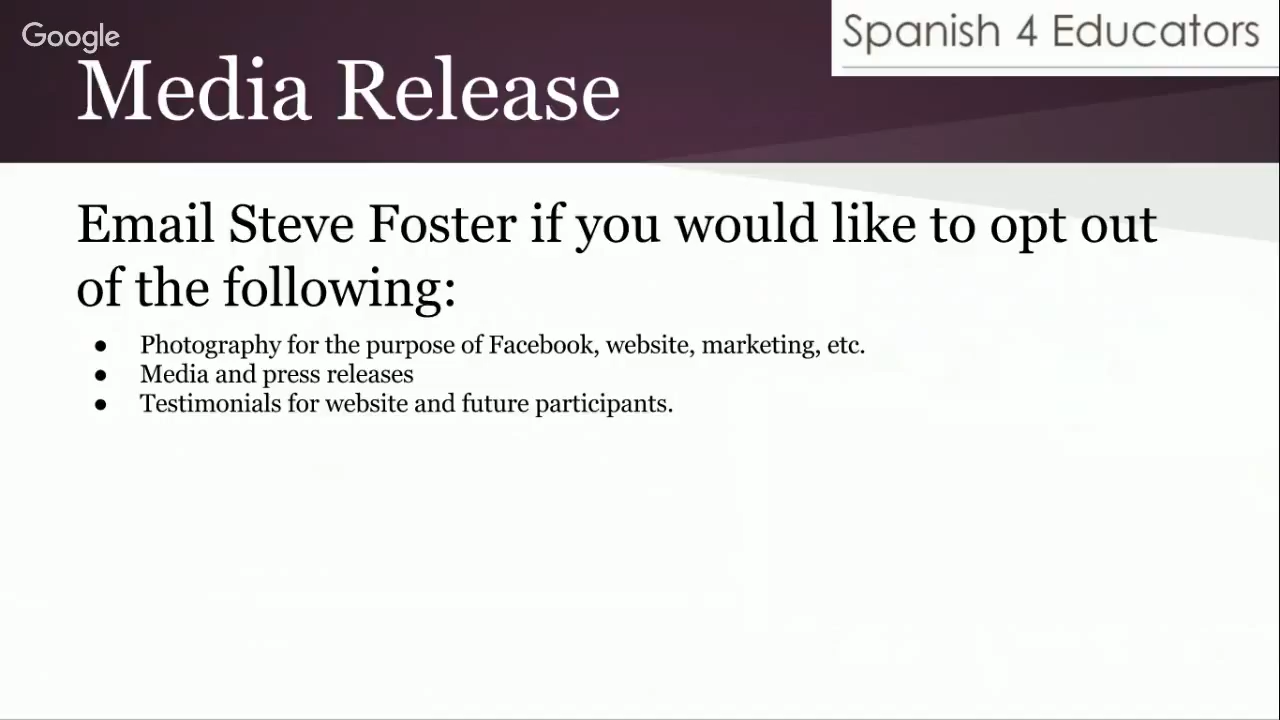 Google
Spanish 4 Educators
Media Release
Email Steve Foster if you would like to opt out
of the following:
● Photography for the purpose of Facebook, website, marketing, etc.
● Media and press releases
● Testimonials for website and future participants.